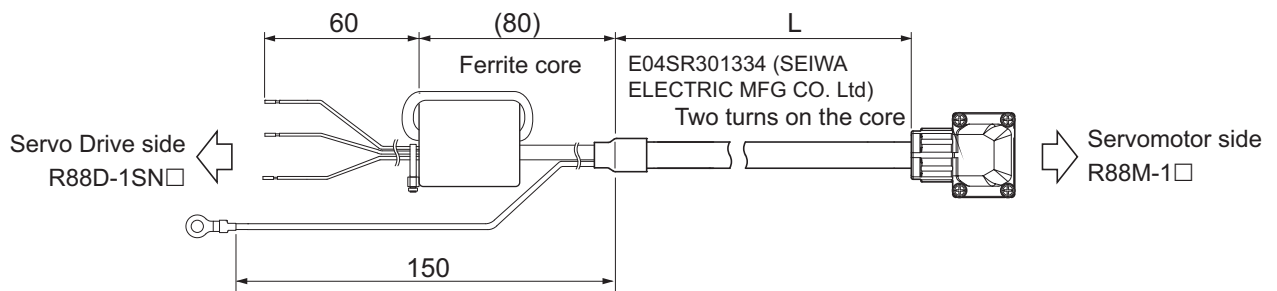 60
(80)
L
Ferrite core
E04SR301334 (SEIWA
ELECTRIC MFG CO. Ltd)
Two turns on the core
Servo Drive side
R88D-1SN□
Servomotor side
R88M-1□
150